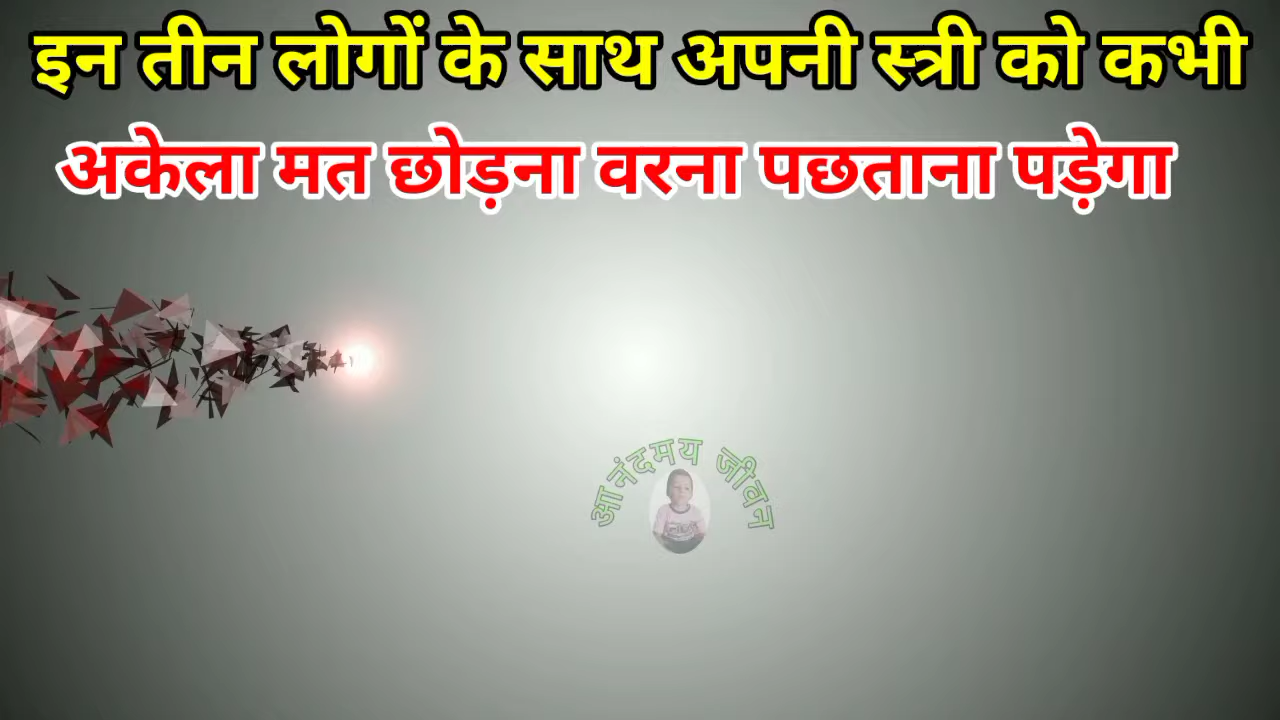 इन तीन लोगों के साथ अपनी स्त्री को कभी
अकेला मत छोड़ना वरना पछताना पड़ेगा
आनंदमय जीवन